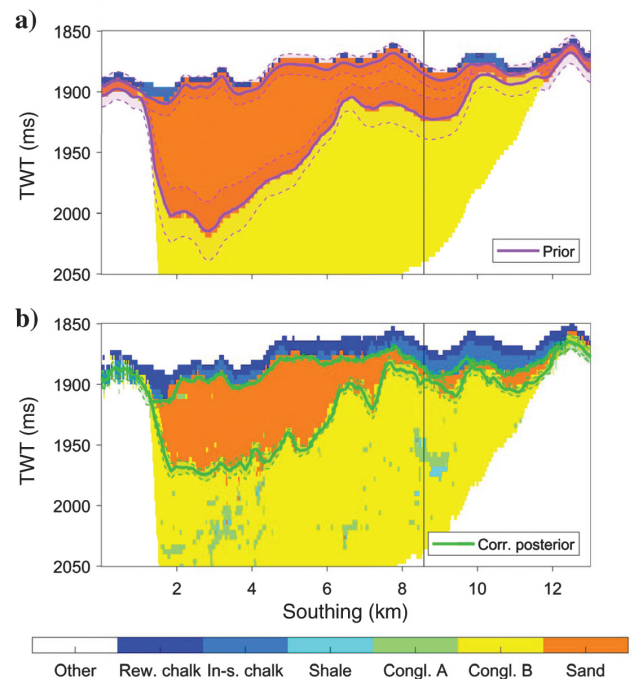 a)
1850
1900
1950
2000
2050
TWT (ms)
Prior
b)
1850
1900
1950
2000
2050
TWT (ms)
Corr. posterior
2 4 6 8 10 12
Southing (km)
Other Rew. chalk In-s. chalk Shale Congl. A Congl. B Sand